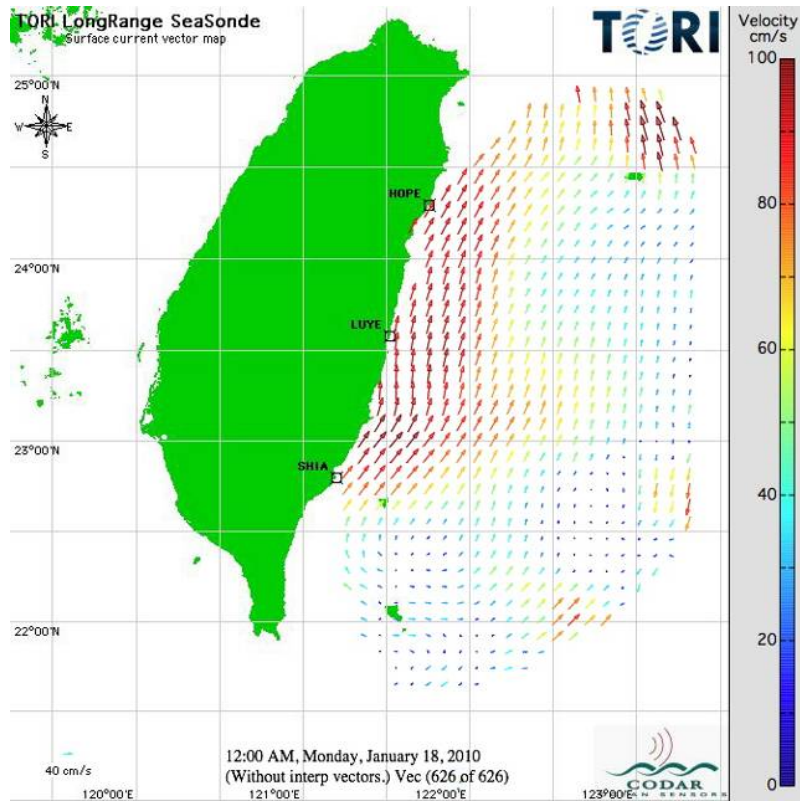 TORI LongRange SeaSonde
Surface current vector map
TORI
Velocity
cm/s
100
80
60
40
20
0
N
W E
S
25°00'N
24°00'N
23°00'N
22°00'N
HOPE
LUYE
SHIA
12:00 AM, Monday, January 18, 2010
(Without interp vectors.) Vec (626 of 626)
40 cm/s
120°00'E
121°00'E
122°00'E
123°00'E
CODAR
AN SENSORS